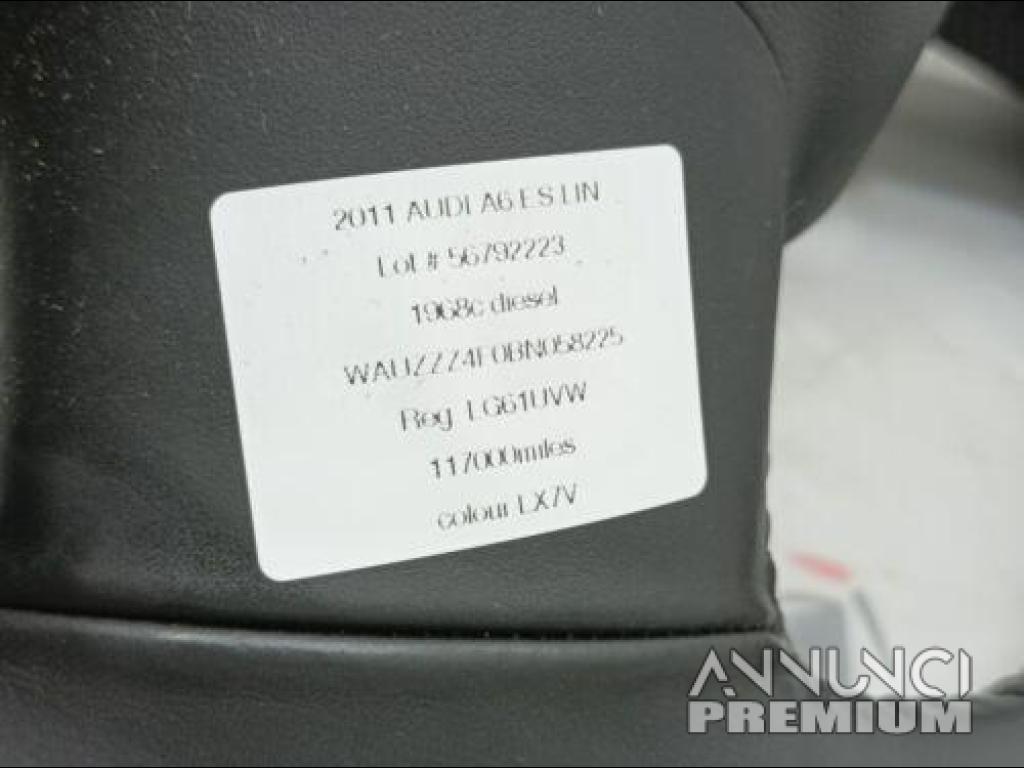 2011 AUDI A6 ES LIN
Lot # 56792223
1968c diesel
WAUZZZ4F0BN058225
Reg LG61UVW
117000miles
colour LX7V
ANNUNCI
PREMIUM